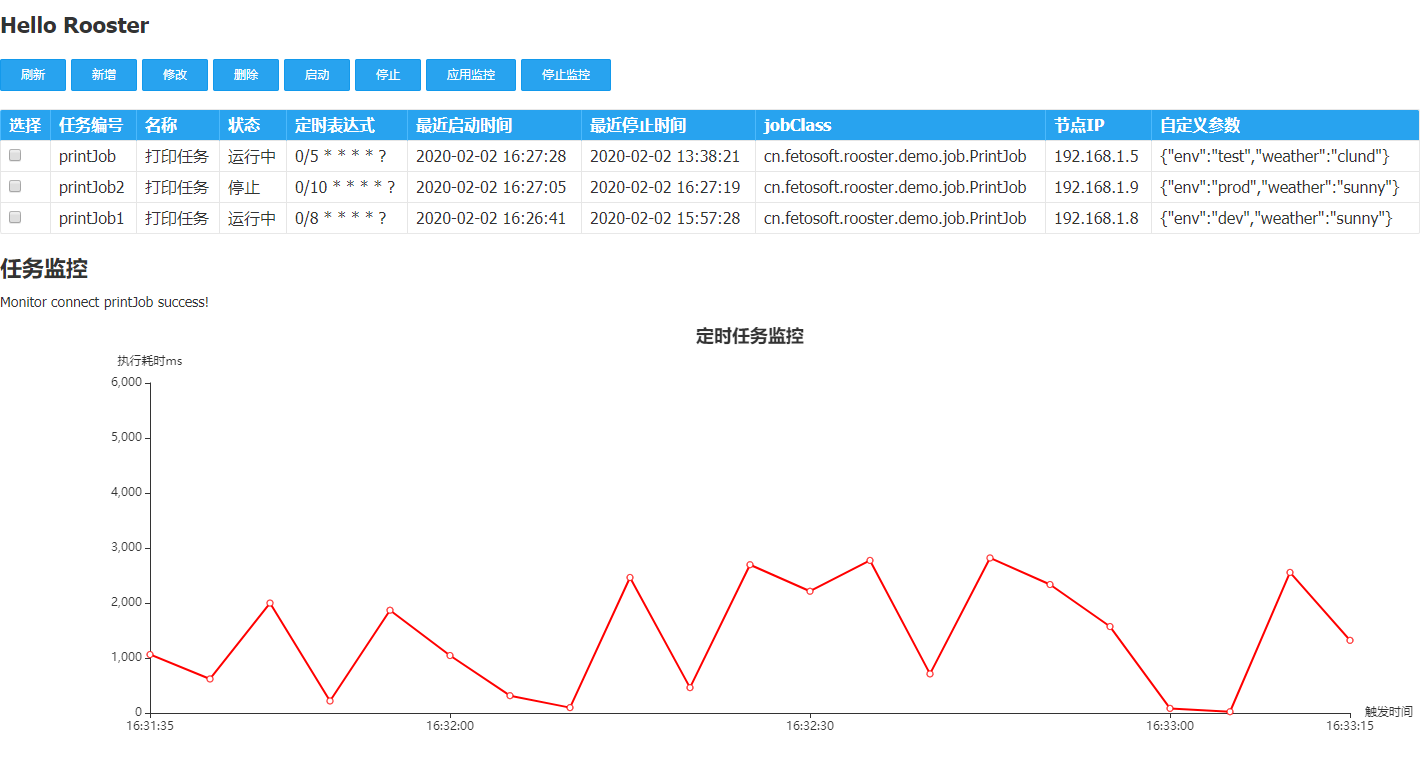 Hello Rooster
刷新 新增 修改 删除 启动 停止 应用监控 停止监控
选择 任务编号 名称 状态 定时表达式 最近启动时间 最近停止时间 jobClass 节点IP 自定义参数
printJob 打印任务 运行中 0/5 * * * * ? 2020-02-02 16:27:28 2020-02-02 13:38:21 cn.fetosoft.rooster.demo.job.PrintJob 192.168.1.5 {"env":"test","weather":"clund"}
printJob2 打印任务 停止 0/10 * * * * ? 2020-02-02 16:27:05 2020-02-02 16:27:19 cn.fetosoft.rooster.demo.job.PrintJob 192.168.1.9 {"env":"prod","weather":"sunny"}
printJob1 打印任务 运行中 0/8 * * * * ? 2020-02-02 16:26:41 2020-02-02 15:57:28 cn.fetosoft.rooster.demo.job.PrintJob 192.168.1.8 {"env":"dev","weather":"sunny"}
任务监控
Monitor connect printJob success!
定时任务监控
执行耗时ms
6,000
5,000
4,000
3,000
2,000
1,000
0
触发时间
16:31:35 16:32:00 16:32:30 16:33:00 16:33:15